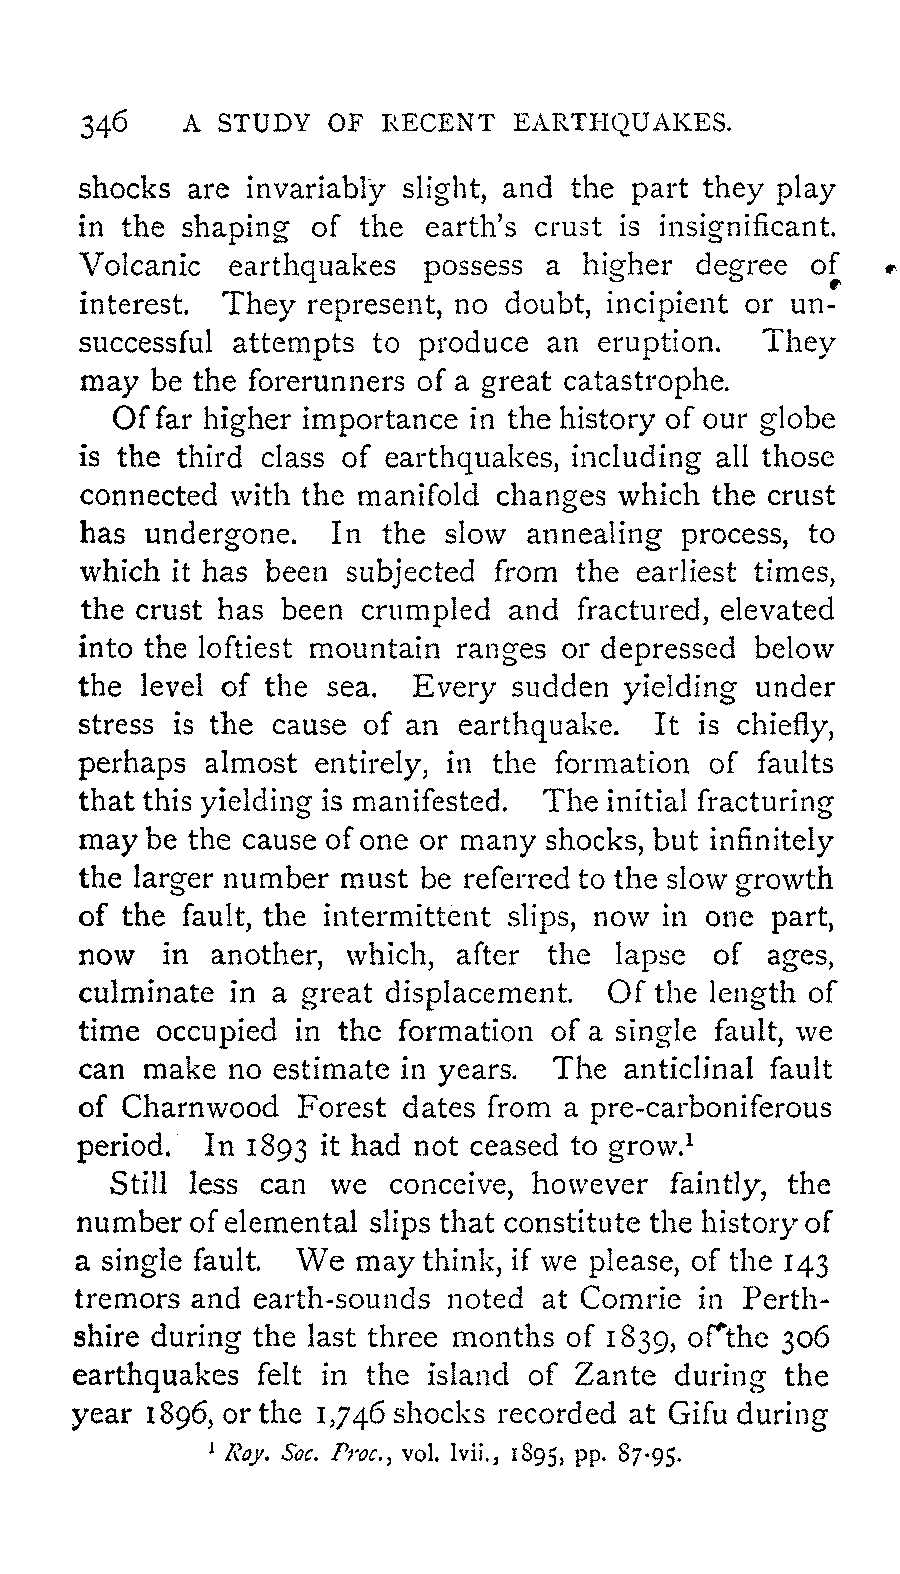 346 A STUDY OF RECENT EARTHQUAKES.
shocks are invariably slight, and the part they play
in the shaping of the earth's crust is insignificant.
Volcanic earthquakes possess a higher degree of
interest. They represent, no doubt, incipient or un-
successful attempts to produce an eruption. They
may be the forerunners of a great catastrophe.
Of far higher importance in the history of our globe
is the third class of earthquakes, including all those
connected with the manifold changes which the crust
has undergone. In the slow annealing process, to
which it has been subjected from the earliest times,
the crust has been crumpled and fractured, elevated
into the loftiest mountain ranges or depressed below
the level of the sea. Every sudden yielding under
stress is the cause of an earthquake. It is chiefly,
perhaps almost entirely, in the formation of faults
that this yielding is manifested. The initial fracturing
may be the cause of one or many shocks, but infinitely
the larger number must be referred to the slow growth
of the fault, the intermittent slips, now in one part,
now in another, which, after the lapse of ages,
culminate in a great displacement. Of the length of
time occupied in the formation of a single fault, we
can make no estimate in years. The anticlinal fault
of Charnwood Forest dates from a pre-carboniferous
period. In 1893 it had not ceased to grow.¹
Still less can we conceive, however faintly, the
number of elemental slips that constitute the history of
a single fault. We may think, if we please, of the 143
tremors and earth-sounds noted at Comrie in Perth-
shire during the last three months of 1839, of the 306
earthquakes felt in the island of Zante during the
year 1896, or the 1,746 shocks recorded at Gifu during
¹ Roy. Soc. Proc., vol. lvii., 1895, pp. 87-95.